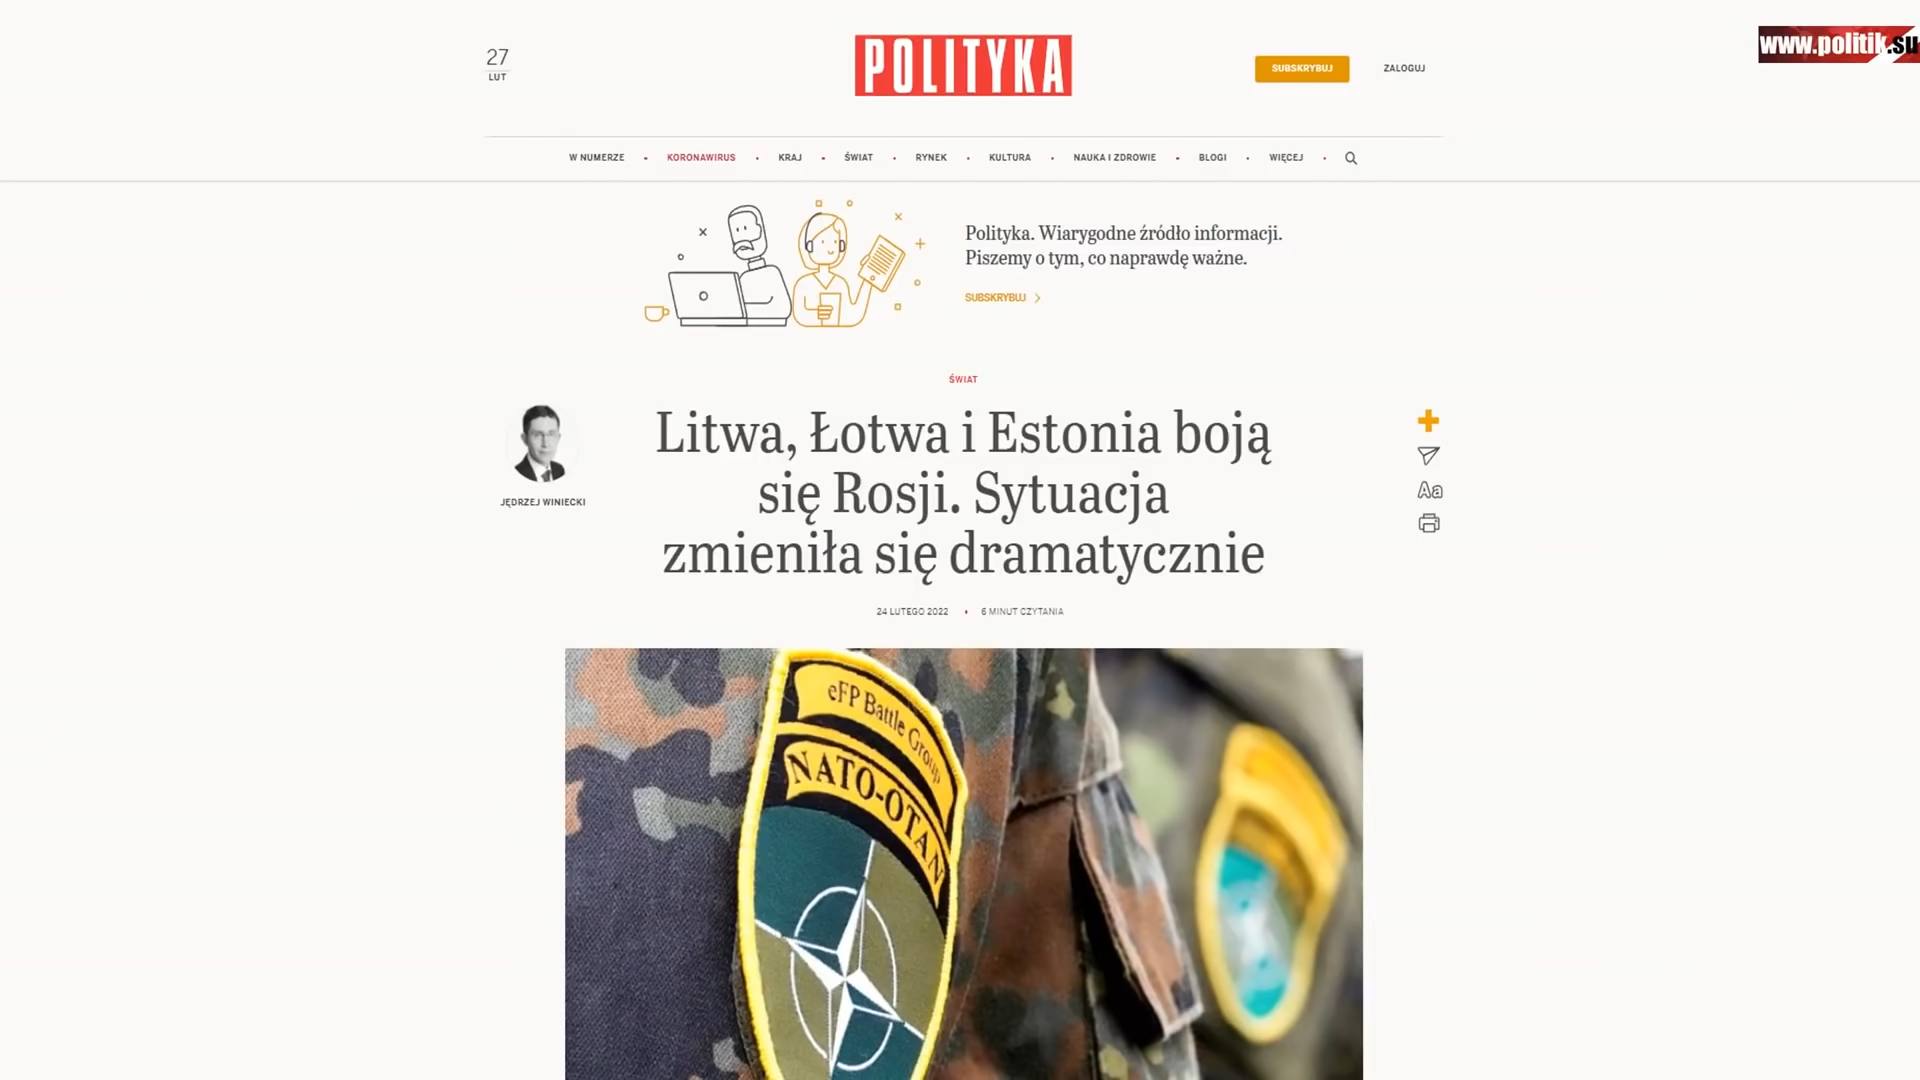 27
LUT
POLITYKA
SUBSKRYBUJ
ZALOGUJ
www.politik.su
W NUMERZE • KORONAWIRUS • KRAJ • ŚWIAT • RYNEK • KULTURA • NAUKA I ZDROWIE • BLOGI • WIĘCEJ •
Polityka. Wiarygodne źródło informacji.
Piszemy o tym, co naprawdę ważne.
SUBSKRYBUJ
ŚWIAT
JĘDRZEJ WINIECKI
Litwa, Łotwa i Estonia boją
się Rosji. Sytuacja
zmieniła się dramatycznie
Aa
24 LUTEGO 2022 • 6 MINUT CZYTANIA
eFP Battle Group
NATO-OTAN